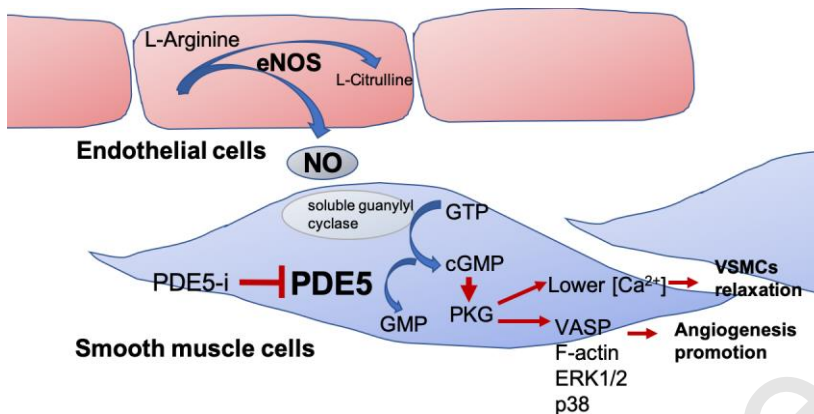 L-Arginine
eNOS
L-Citrulline
Endothelial cells
NO
soluble guanylyl
cyclase
GTP
PDE5-i
PDE5
cGMP
GMP
PKG
Lower [Ca²⁺]
VSMCs
relaxation
VASP
F-actin
ERK1/2
p38
Angiogenesis
promotion
Smooth muscle cells